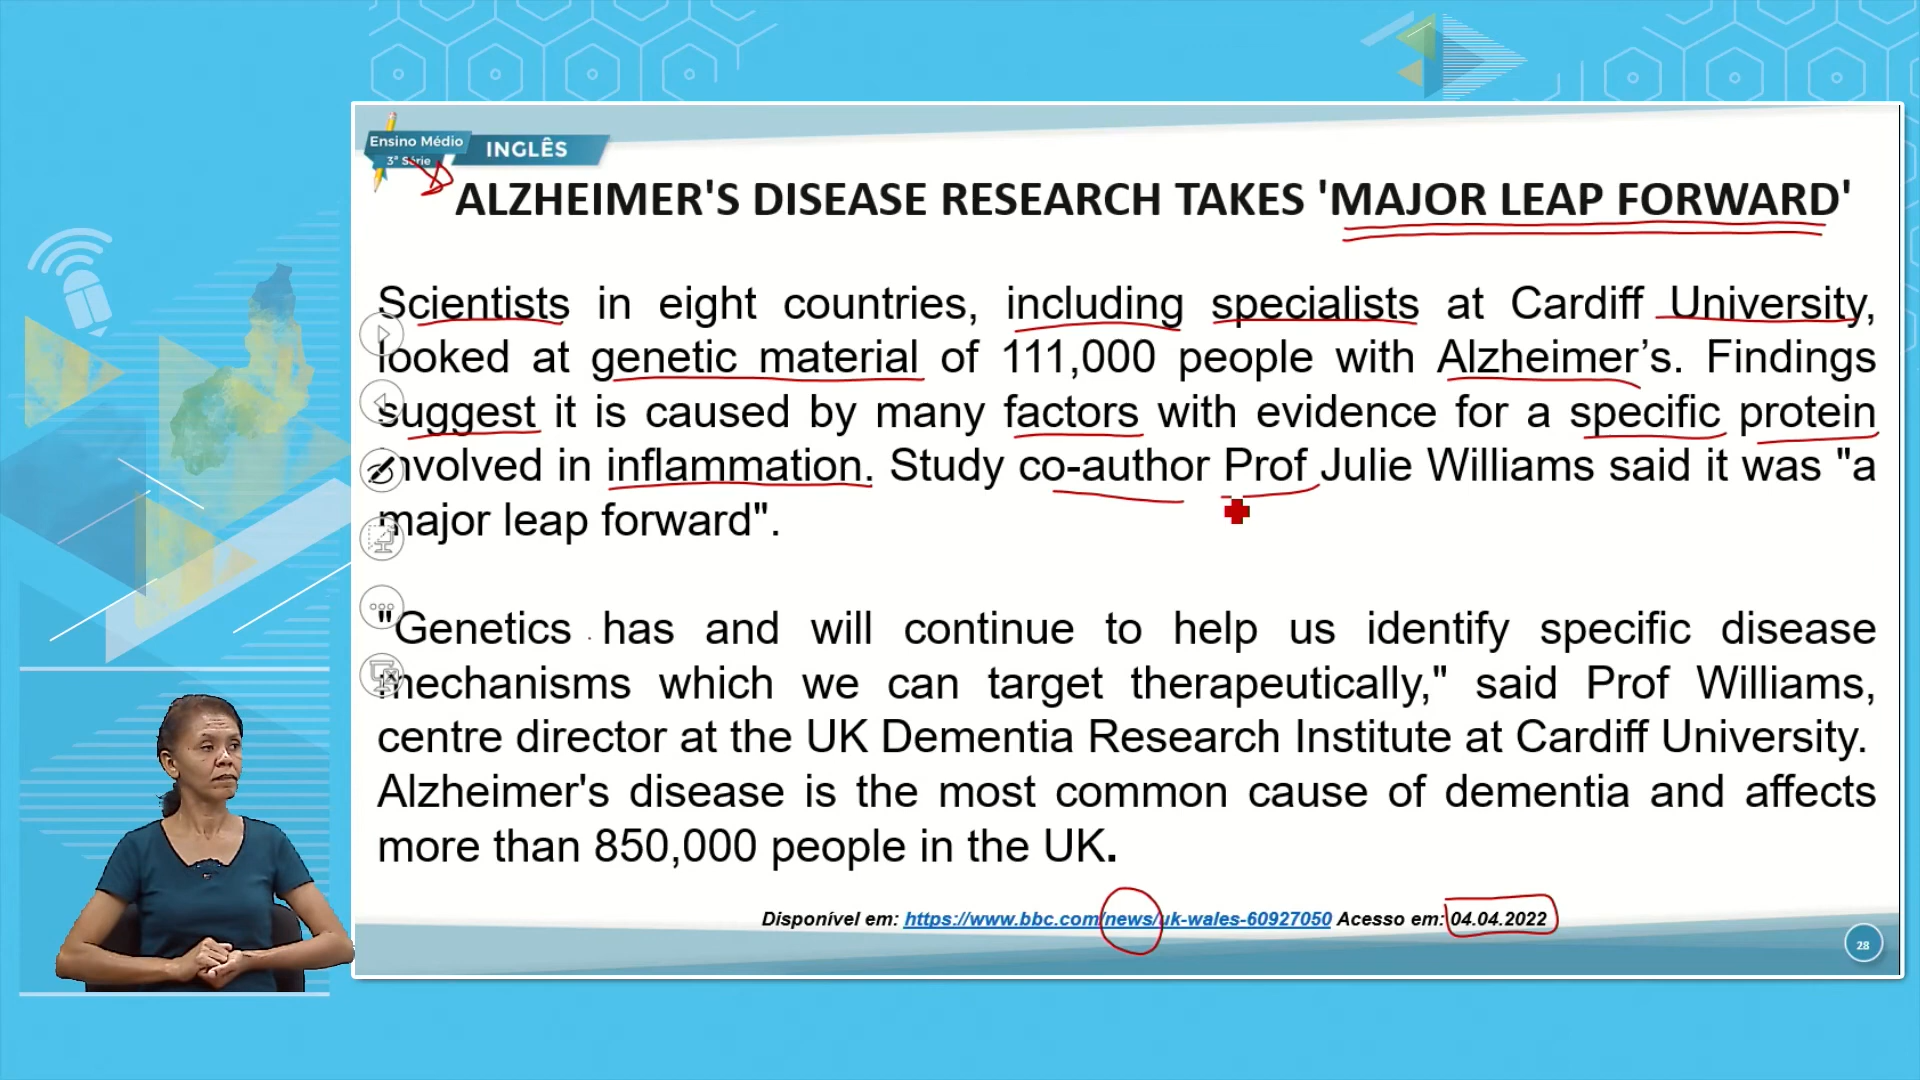 Ensino Médio
3ª Série
INGLÊS
ALZHEIMER'S DISEASE RESEARCH TAKES 'MAJOR LEAP FORWARD'
Scientists in eight countries, including specialists at Cardiff University,
looked at genetic material of 111,000 people with Alzheimer’s. Findings
suggest it is caused by many factors with evidence for a specific protein
involved in inflammation. Study co-author Prof Julie Williams said it was "a
major leap forward".
"Genetics has and will continue to help us identify specific disease
mechanisms which we can target therapeutically," said Prof Williams,
centre director at the UK Dementia Research Institute at Cardiff University.
Alzheimer's disease is the most common cause of dementia and affects
more than 850,000 people in the UK.
Disponível em: https://www.bbc.com/news/uk-wales-60927050 Acesso em: 04.04.2022
28